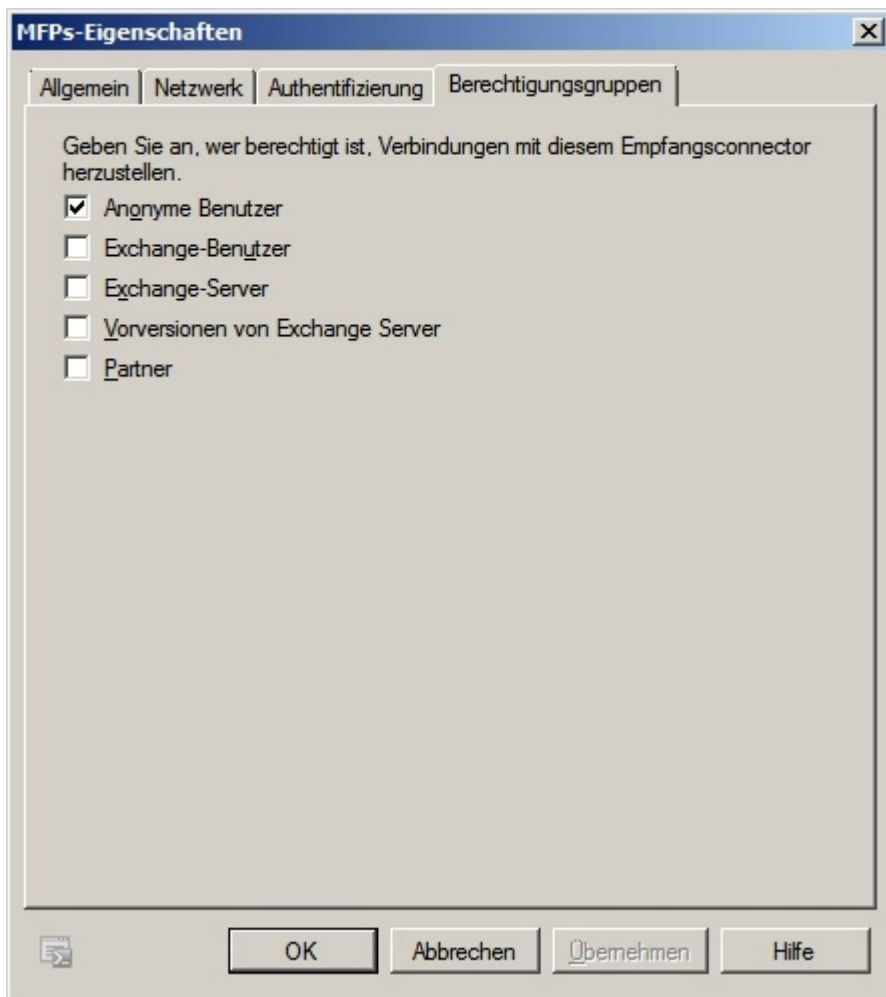 MFPs-Eigenschaften
Allgemein Netzwerk Authentifizierung Berechtigungsgruppen
Geben Sie an, wer berechtigt ist, Verbindungen mit diesem Empfangsconnector
herzustellen.
Anonyme Benutzer
Exchange-Benutzer
Exchange-Server
Vorversionen von Exchange Server
Partner
OK Abbrechen Übernehmen Hilfe